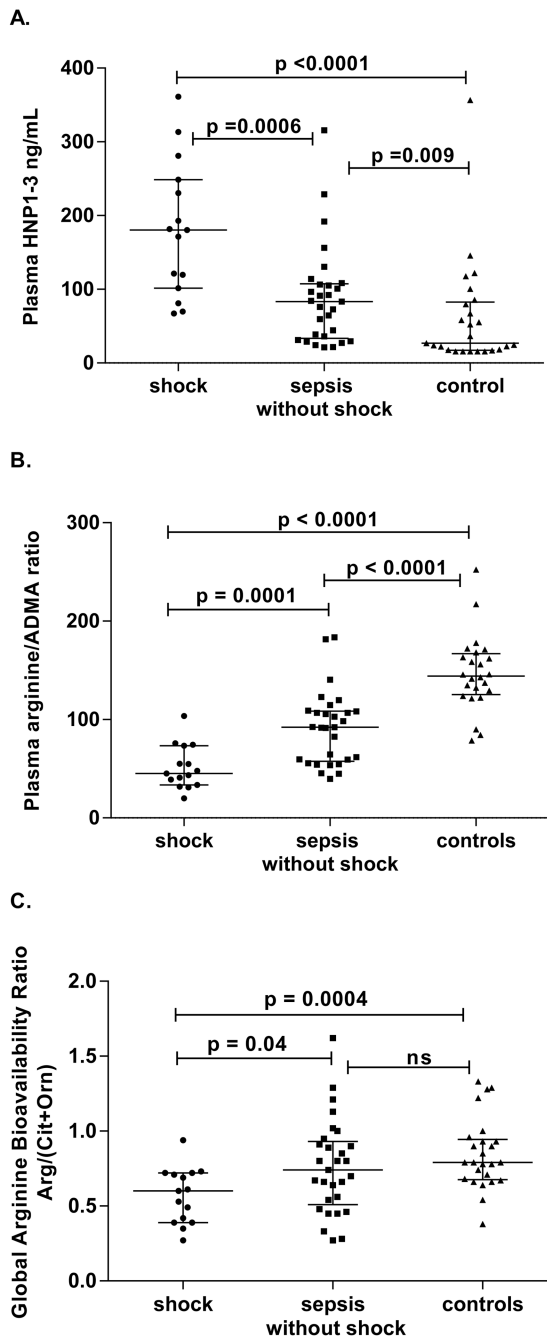 A.
Plasma HNP1-3 ng/mL
400
300
200
100
0
p <0.0001
p =0.0006
p =0.009
shock
sepsis
without shock
control
B.
Plasma arginine/ADMA ratio
300
200
100
0
p < 0.0001
p < 0.0001
p = 0.0001
shock
sepsis
without shock
controls
C.
Global Arginine Bioavailability Ratio
Arg/(Cit+Orn)
2.0
1.5
1.0
0.5
0.0
p = 0.0004
p = 0.04
ns
shock
sepsis
without shock
controls